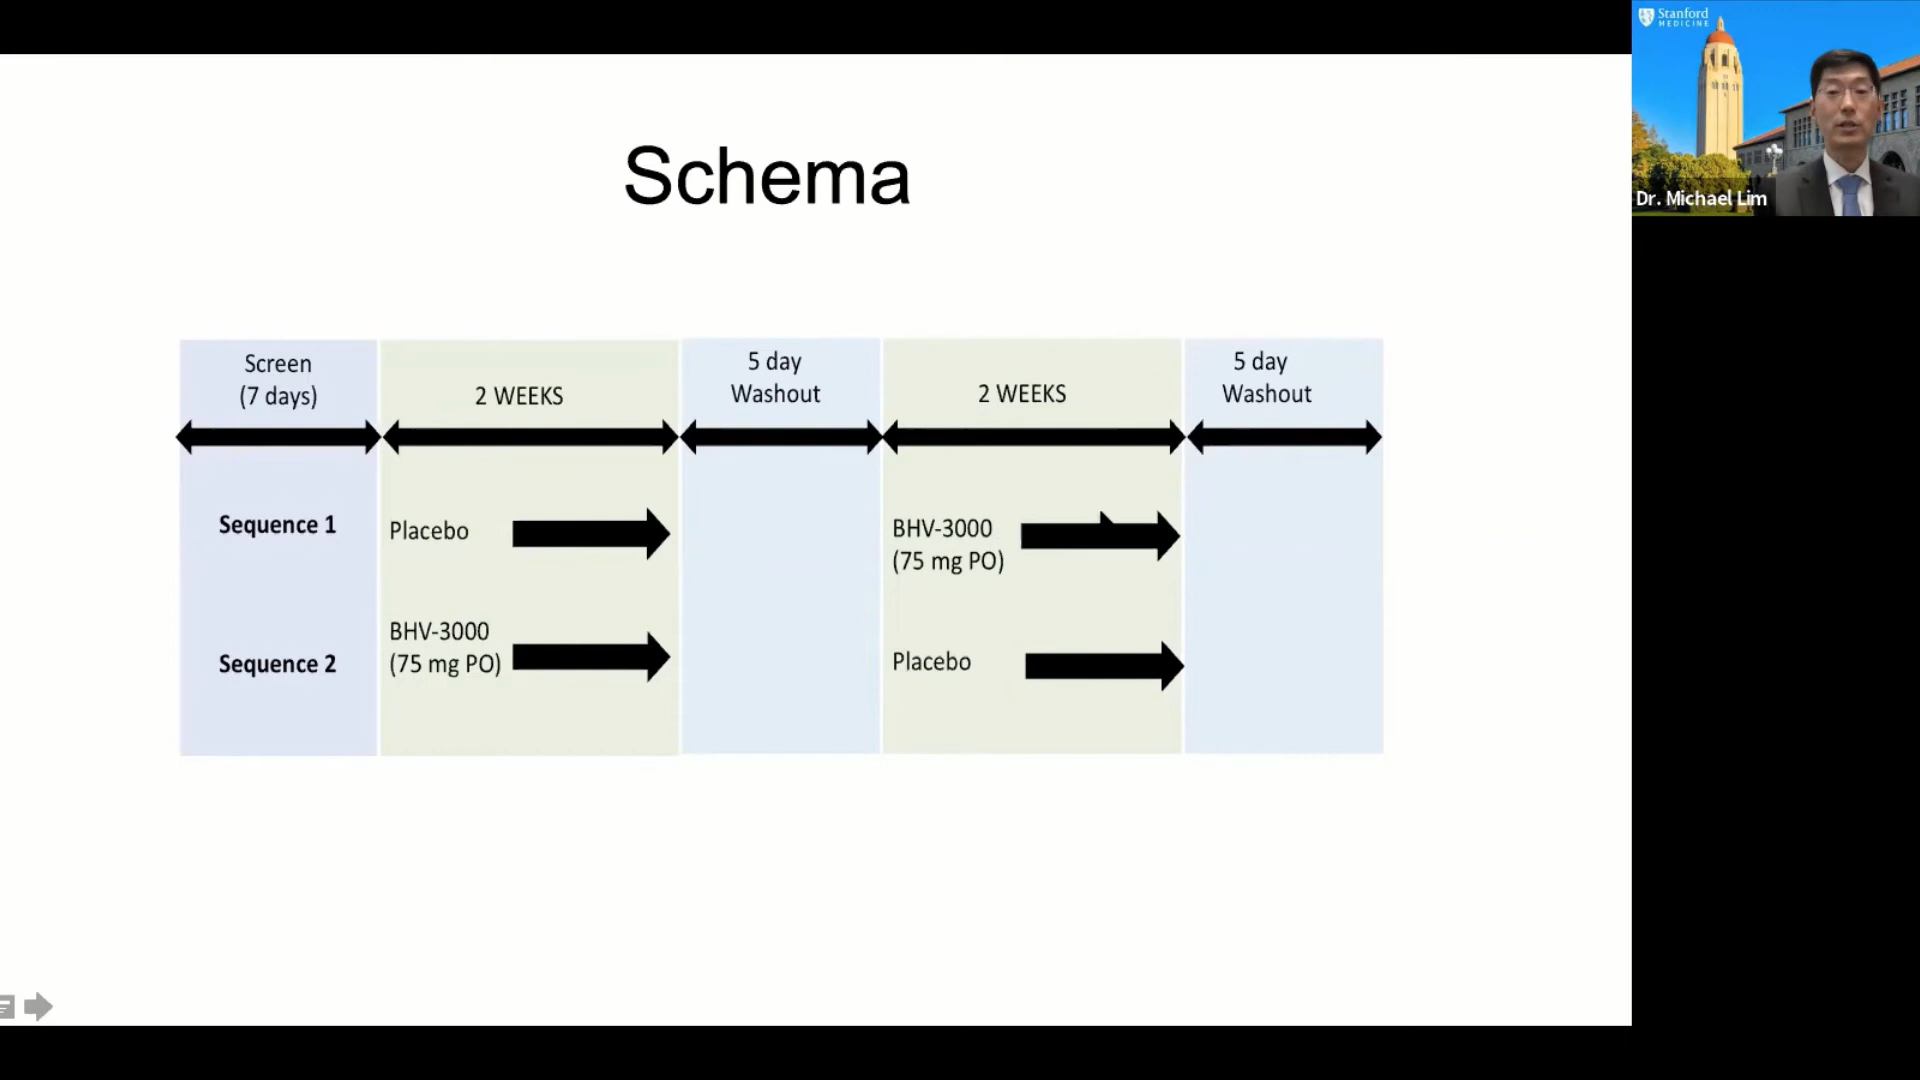 Stanford
MEDICINE
Dr. Michael Lim
Schema
Screen
(7 days)
2 WEEKS
5 day
Washout
2 WEEKS
5 day
Washout
Sequence 1
Placebo
BHV-3000
(75 mg PO)
Sequence 2
BHV-3000
(75 mg PO)
Placebo